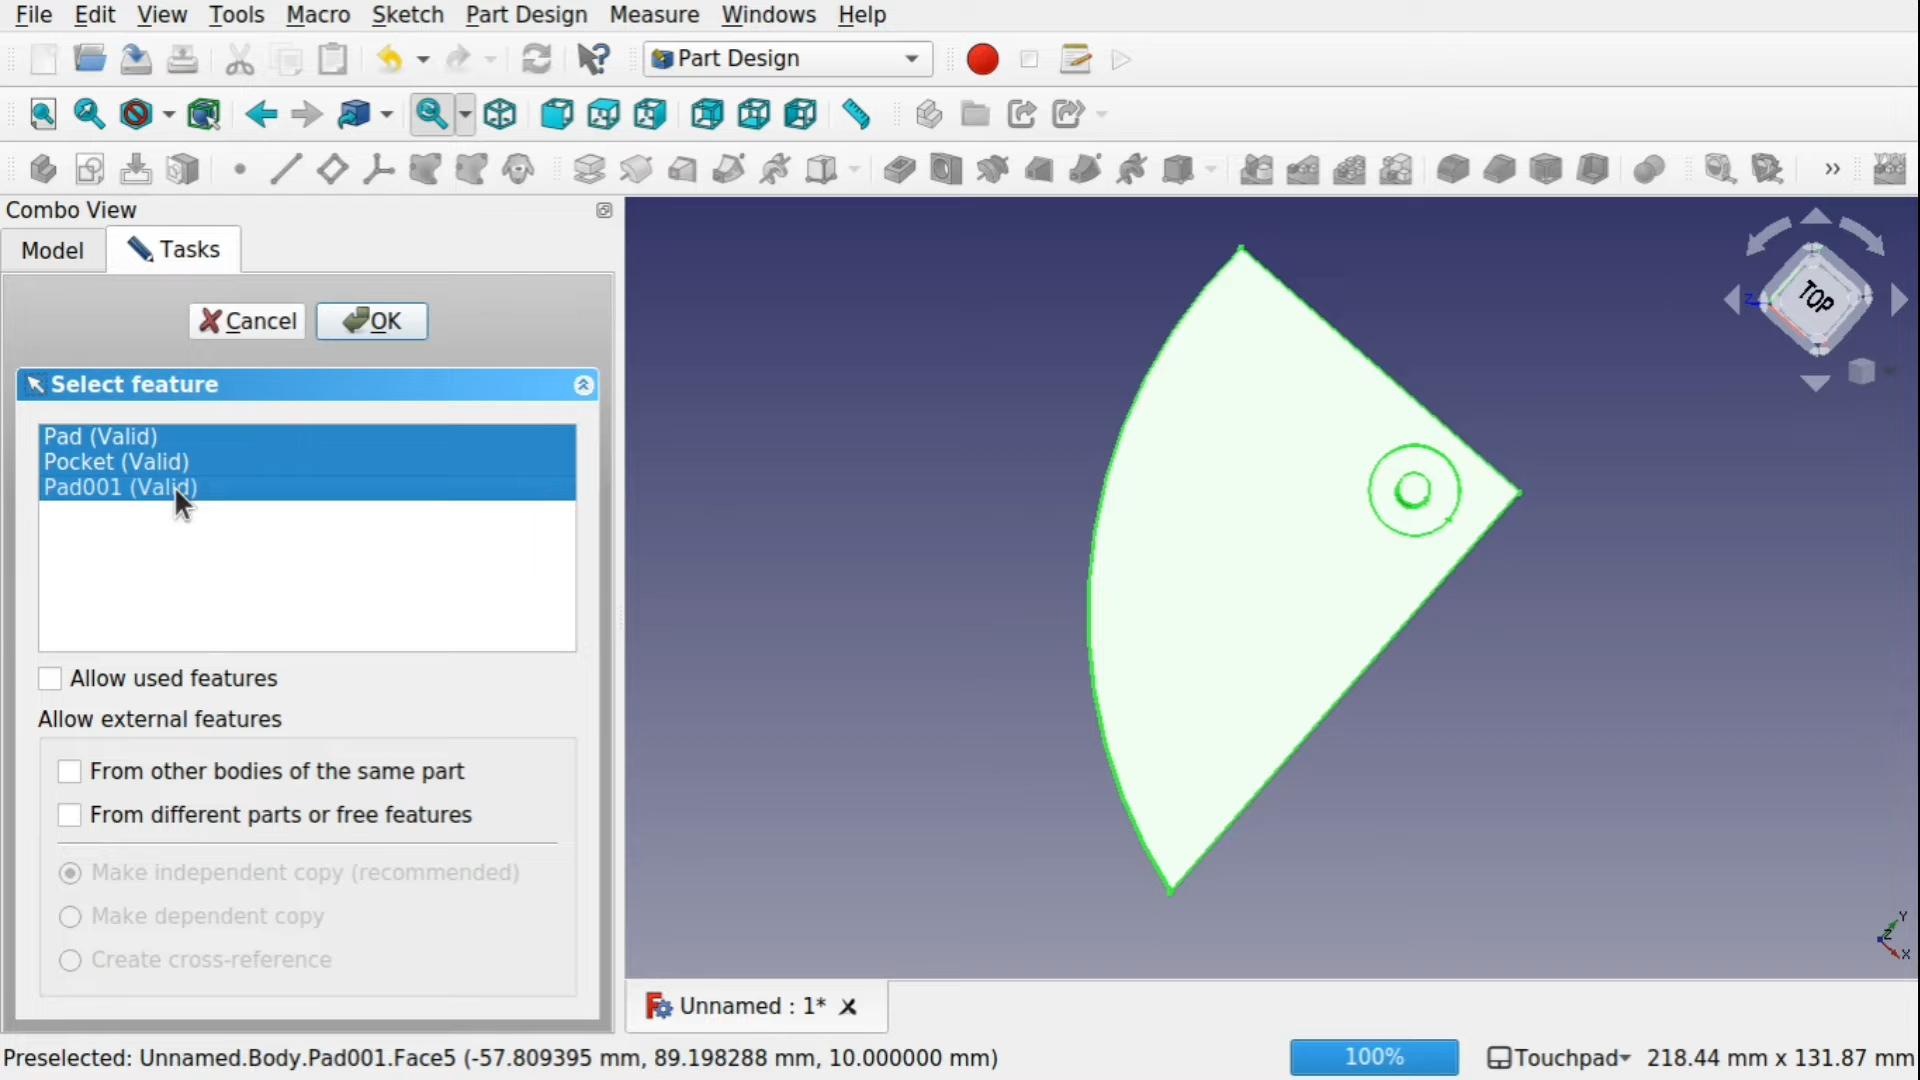 File Edit View Tools Macro Sketch Part Design Measure Windows Help
Part Design
Combo View
Model Tasks
Cancel OK
Select feature
Pad (Valid)
Pocket (Valid)
Pad001 (Valid)
Allow used features
Allow external features
From other bodies of the same part
From different parts or free features
Make independent copy (recommended)
Make dependent copy
Create cross-reference
TOP
Z
Y
Z
X
Unnamed : 1*
Preselected: Unnamed.Body.Pad001.Face5 (-57.809395 mm, 89.198288 mm, 10.000000 mm)
100%
Touchpad
218.44 mm x 131.87 mm